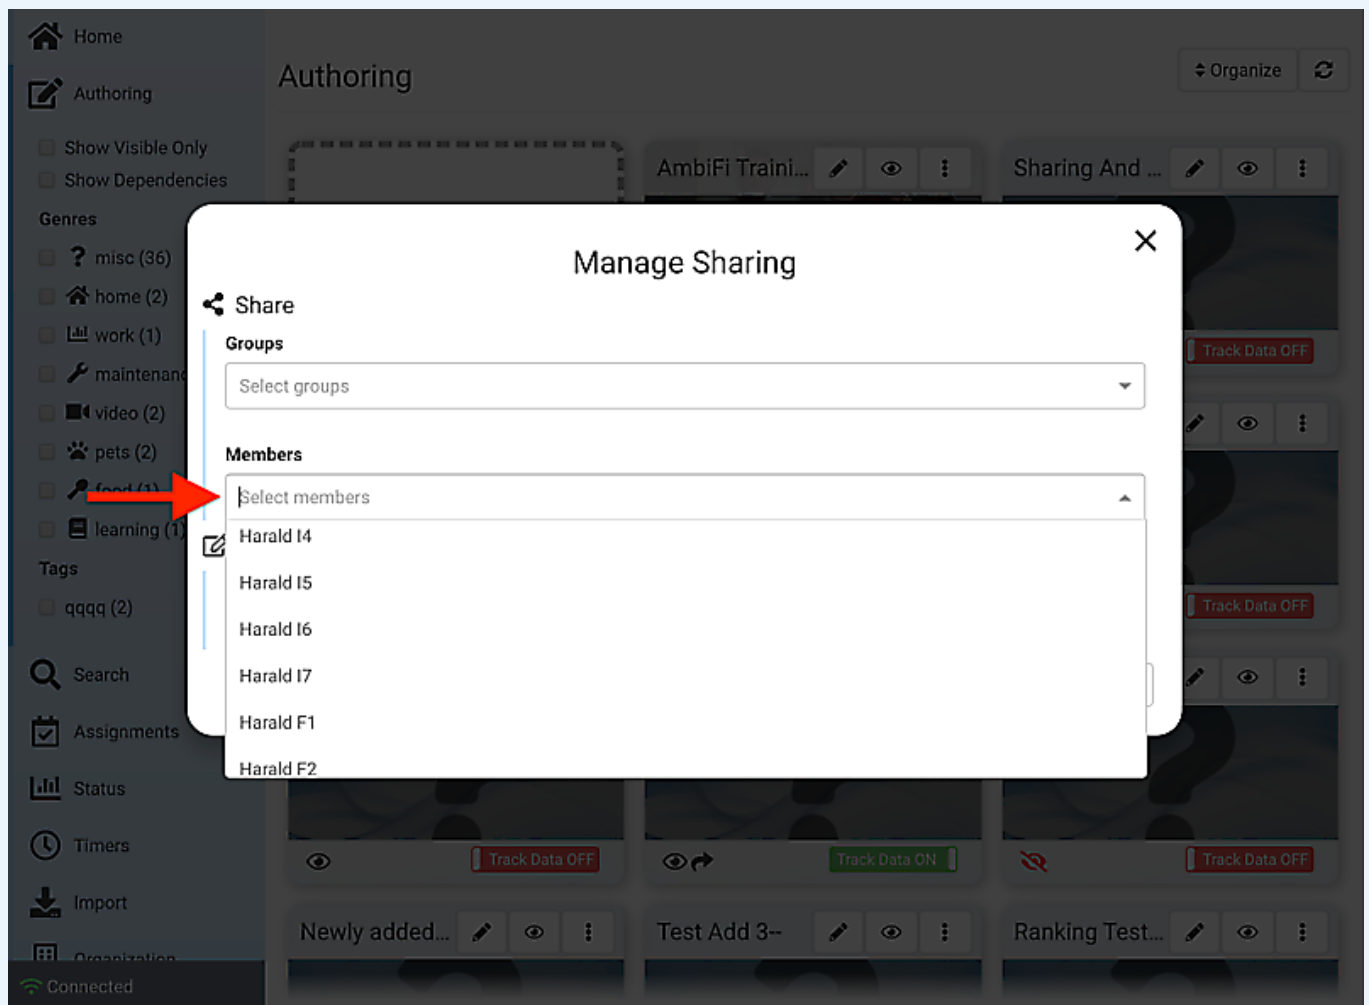 Home
Authoring
Show Visible Only
Show Dependencies
Genres
misc (36)
home (2)
work (1)
maintenanc
video (2)
pets (2)
food (1)
learning (1)
Tags
qqqq (2)
Search
Assignments
Status
Timers
Import
Organization
Connected
Authoring
Organize
AmbiFi Traini...
Sharing And ...
Track Data OFF
Track Data OFF
Manage Sharing
Share
Groups
Select groups
Members
Select members
Harald I4
Harald I5
Harald I6
Harald I7
Harald F1
Harald F2
Track Data OFF
Track Data ON
Track Data OFF
Newly added...
Test Add 3--
Ranking Test...